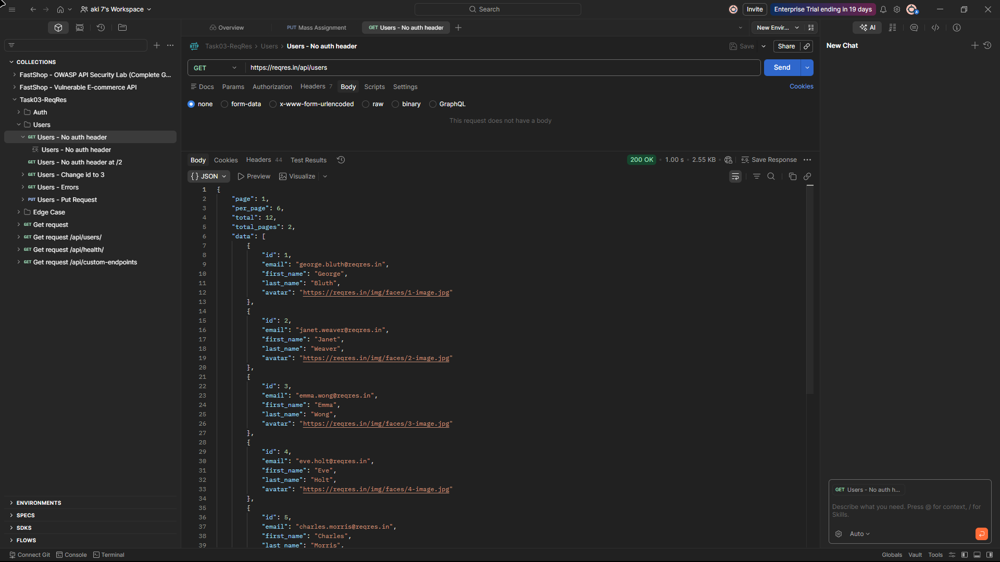 aki 7's Workspace
Search
Invite
Enterprise Trial ending in 19 days
Overview
PUT Mass Assignment
GET Users - No auth header
New Envir...
AI
COLLECTIONS
FastShop - OWASP API Security Lab (Complete G...
FastShop - Vulnerable E-commerce API
Task03-ReqRes
Auth
Users
GET Users - No auth header
e.g. Users - No auth header
GET Users - No auth header at /2
GET Users - Change id to 3
GET Users - Errors
PUT Users - Put Request
Edge Case
GET Get request
GET Get request /api/users/
GET Get request /api/health/
GET Get request /api/custom-endpoints
ENVIRONMENTS
SPECS
SDKS
FLOWS
HTTP Task03-ReqRes > Users > Users - No auth header
Save
Share
GET https://reqres.in/api/users
Send
Docs Params Authorization Headers 7 Body Scripts Settings
Cookies
none form-data x-www-form-urlencoded raw binary GraphQL
This request does not have a body
Body Cookies Headers 44 Test Results
200 OK • 1.00 s • 2.55 KB
e.g. Save Response
{} JSON Preview Visualize
1 {
2 "page": 1,
3 "per_page": 6,
4 "total": 12,
5 "total_pages": 2,
6 "data": [
7 {
8 "id": 1,
9 "email": "george.bluth@reqres.in",
10 "first_name": "George",
11 "last_name": "Bluth",
12 "avatar": "https://reqres.in/img/faces/1-image.jpg"
13 },
14 {
15 "id": 2,
16 "email": "janet.weaver@reqres.in",
17 "first_name": "Janet",
18 "last_name": "Weaver",
19 "avatar": "https://reqres.in/img/faces/2-image.jpg"
20 },
21 {
22 "id": 3,
23 "email": "emma.wong@reqres.in",
24 "first_name": "Emma",
25 "last_name": "Wong",
26 "avatar": "https://reqres.in/img/faces/3-image.jpg"
27 },
28 {
29 "id": 4,
30 "email": "eve.holt@reqres.in",
31 "first_name": "Eve",
32 "last_name": "Holt",
33 "avatar": "https://reqres.in/img/faces/4-image.jpg"
34 },
35 {
36 "id": 5,
37 "email": "charles.morris@reqres.in",
38 "first_name": "Charles",
39 "last_name": "Morris",
New Chat
GET Users - No auth h...
Describe what you need. Press @ for context, / for
Skills.
Auto
Connect Git
Console
Terminal
Globals
Vault
Tools